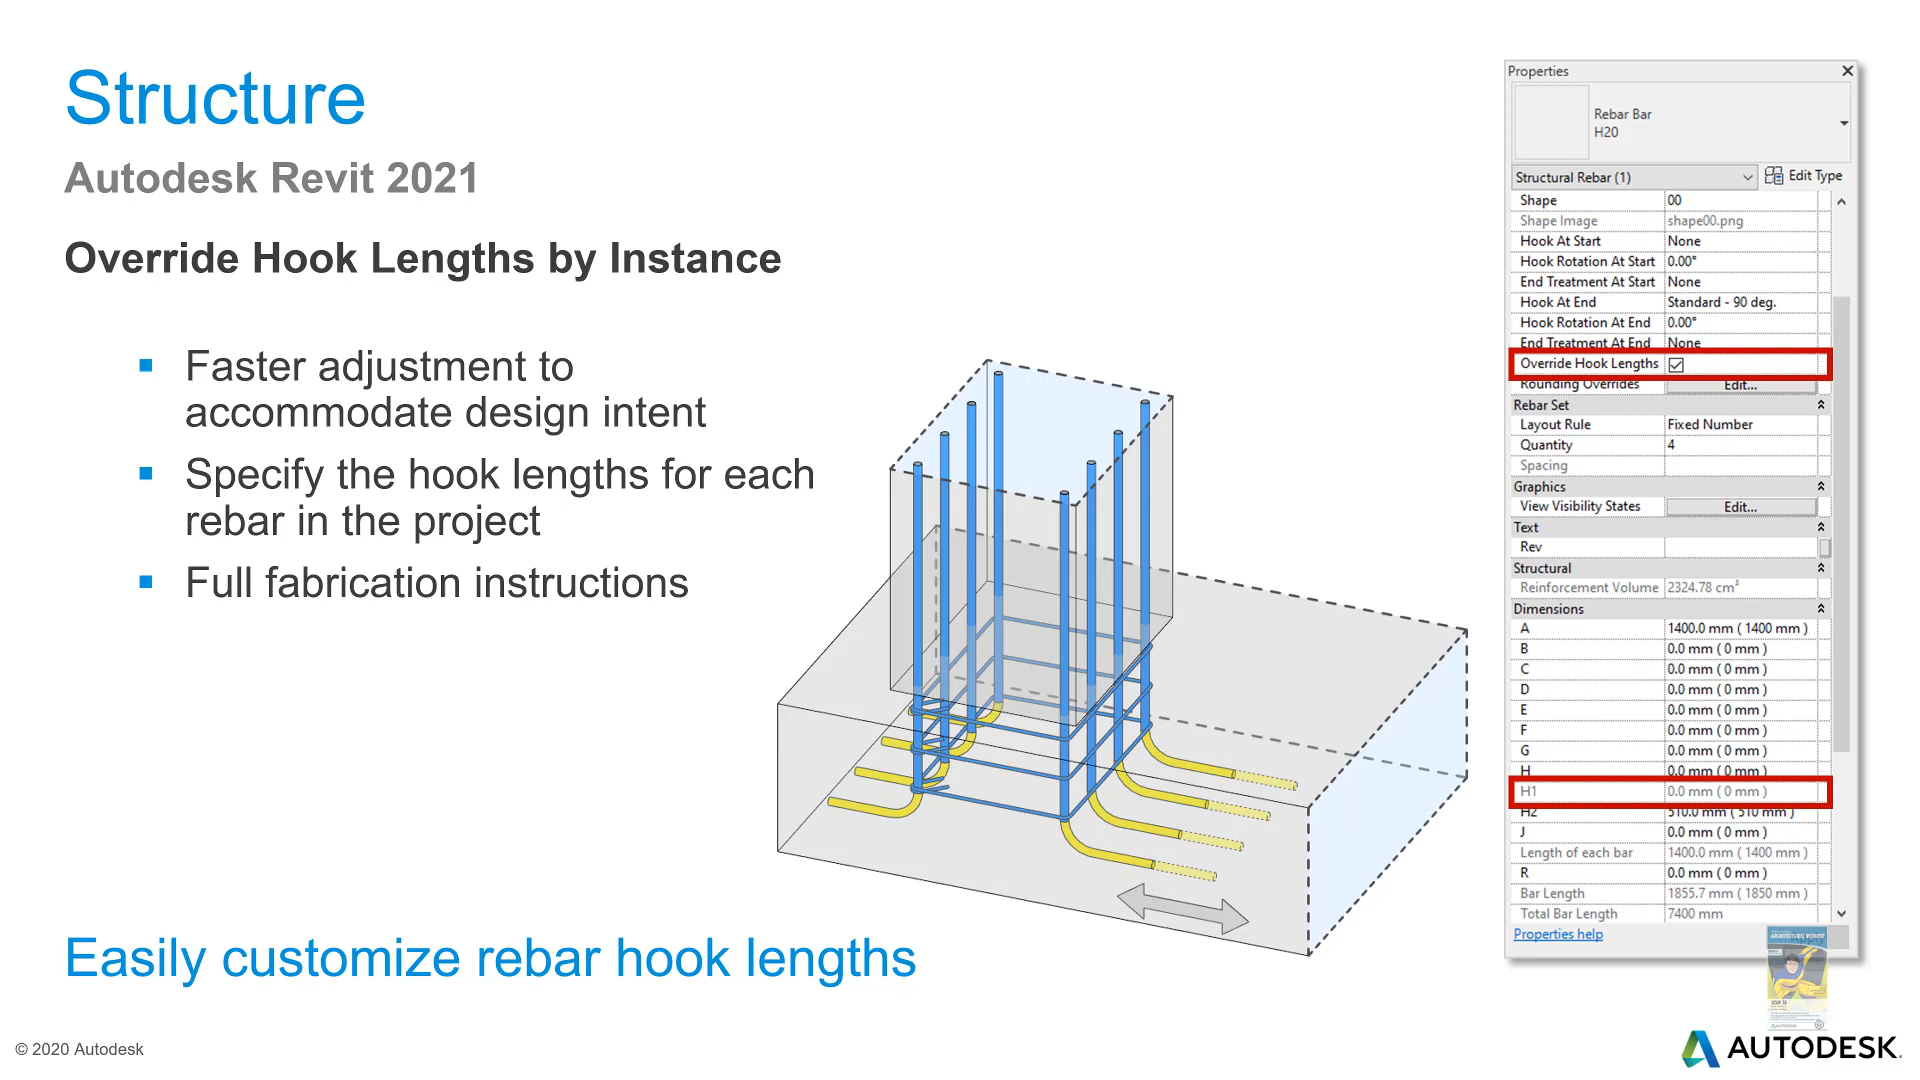 Structure
Autodesk Revit 2021
Override Hook Lengths by Instance
Faster adjustment to
accommodate design intent
Specify the hook lengths for each
rebar in the project
Full fabrication instructions
Easily customize rebar hook lengths
© 2020 Autodesk
Properties
Rebar Bar
H20
Structural Rebar (1)
Edit Type
Shape 00
Shape Image shape00.png
Hook At Start None
Hook Rotation At Start 0.00°
End Treatment At Start None
Hook At End Standard - 90 deg.
Hook Rotation At End 0.00°
End Treatment At End None
Override Hook Lengths
Rounding Overrides Edit...
Rebar Set
Layout Rule Fixed Number
Quantity 4
Spacing
Graphics
View Visibility States Edit...
Text
Rev
Structural
Reinforcement Volume 2324.78 cm³
Dimensions
A 1400.0 mm ( 1400 mm )
B 0.0 mm ( 0 mm )
C 0.0 mm ( 0 mm )
D 0.0 mm ( 0 mm )
E 0.0 mm ( 0 mm )
F 0.0 mm ( 0 mm )
G 0.0 mm ( 0 mm )
H 0.0 mm ( 0 mm )
H1 0.0 mm ( 0 mm )
H2 510.0 mm ( 510 mm )
J 0.0 mm ( 0 mm )
Length of each bar 1400.0 mm ( 1400 mm )
R 0.0 mm ( 0 mm )
Bar Length 1855.7 mm ( 1850 mm )
Total Bar Length 7400 mm
Properties help
Apply
AUTODESK
AUTODESK.